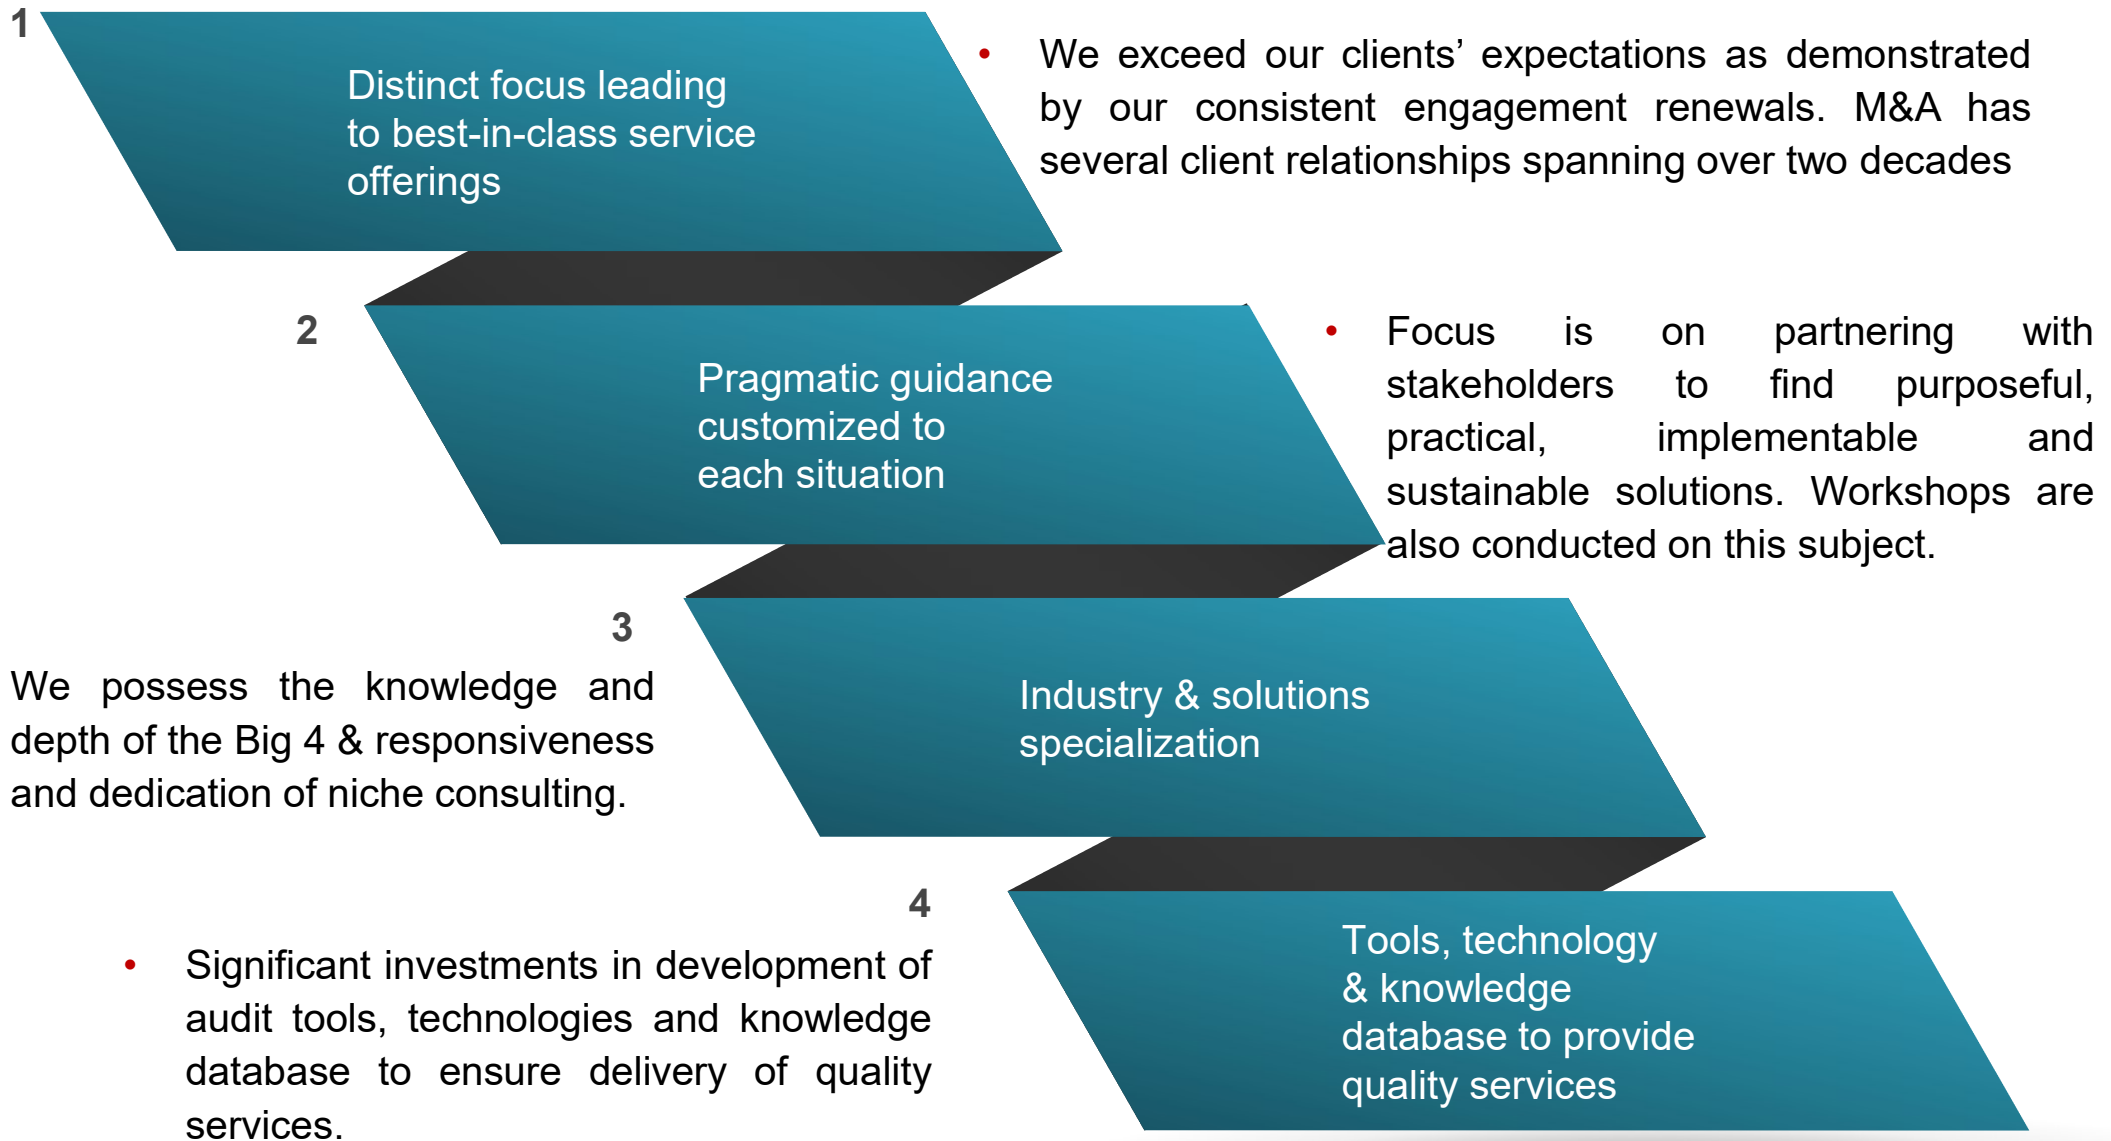 1
Distinct focus leading
to best-in-class service
offerings
• We exceed our clients’ expectations as demonstrated
by our consistent engagement renewals. M&A has
several client relationships spanning over two decades
2
Pragmatic guidance
customized to
each situation
• Focus is on partnering with
stakeholders to find purposeful,
practical, implementable and
sustainable solutions. Workshops are
also conducted on this subject.
3
We possess the knowledge and
depth of the Big 4 & responsiveness
and dedication of niche consulting.
Industry & solutions
specialization
4
• Significant investments in development of
audit tools, technologies and knowledge
database to ensure delivery of quality
services.
Tools, technology
& knowledge
database to provide
quality services